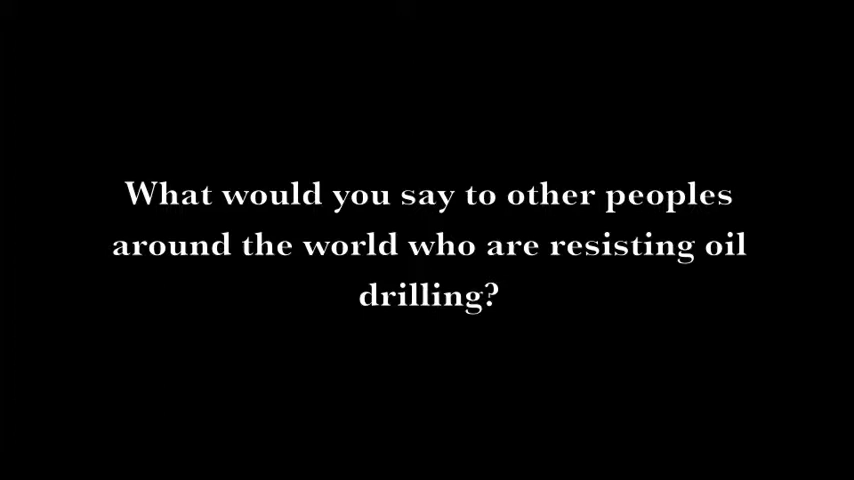 What would you say to other peoples
around the world who are resisting oil
drilling?